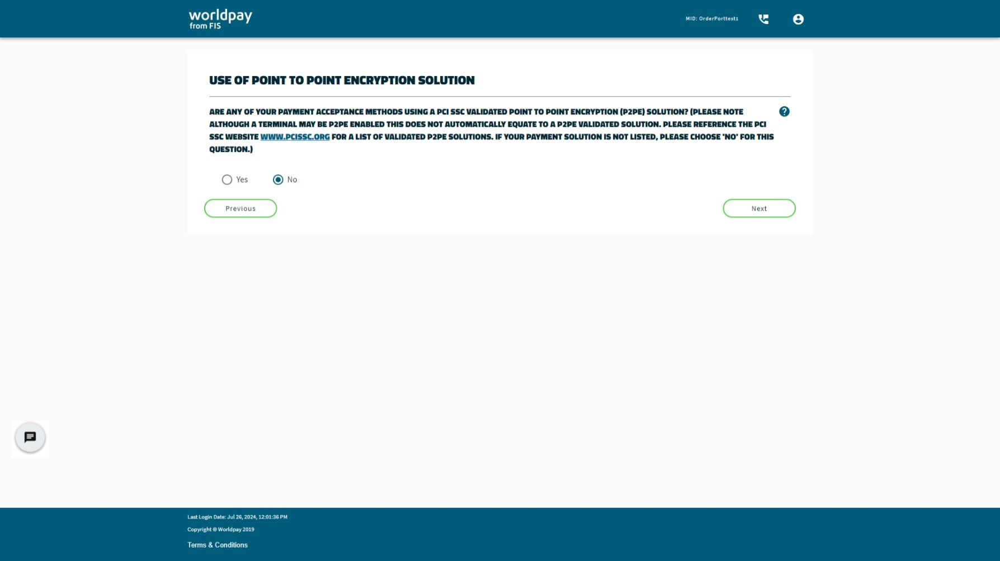 worldpay
from FIS
MID: OrderPorttest1
USE OF POINT TO POINT ENCRYPTION SOLUTION
ARE ANY OF YOUR PAYMENT ACCEPTANCE METHODS USING A PCI SSC VALIDATED POINT TO POINT ENCRYPTION (P2PE) SOLUTION? (PLEASE NOTE
ALTHOUGH A TERMINAL MAY BE P2PE ENABLED THIS DOES NOT AUTOMATICALLY EQUATE TO A P2PE VALIDATED SOLUTION. PLEASE REFERENCE THE PCI
SSC WEBSITE WWW.PCISSC.ORG FOR A LIST OF VALIDATED P2PE SOLUTIONS. IF YOUR PAYMENT SOLUTION IS NOT LISTED, PLEASE CHOOSE 'NO' FOR THIS
QUESTION.)
Yes No
Previous Next
Last Login Date: Jul 26, 2024, 12:01:36 PM
Copyright © Worldpay 2019
Terms & Conditions